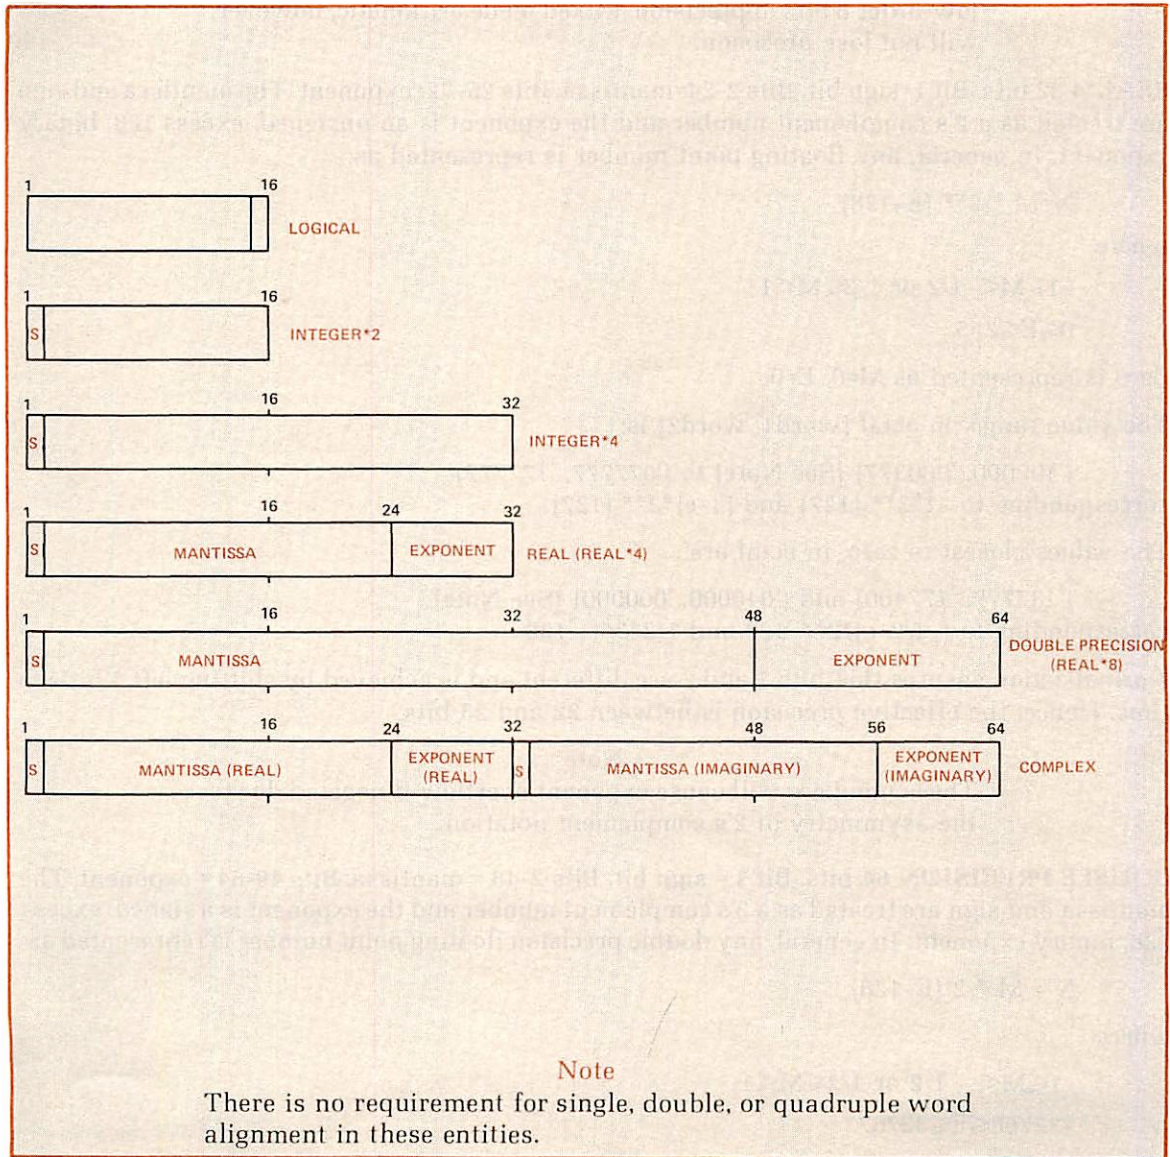 1 16
LOGICAL
1 16
S INTEGER*2
1 16 32
S INTEGER*4
1 16 24 32
S MANTISSA EXPONENT REAL (REAL*4)
1 16 32 48 64
S MANTISSA EXPONENT DOUBLE PRECISION
(REAL*8)
1 16 24 32 48 56 64
S MANTISSA (REAL) EXPONENT
(REAL) S MANTISSA (IMAGINARY) EXPONENT
(IMAGINARY) COMPLEX
Note
There is no requirement for single, double, or quadruple word
alignment in these entities.